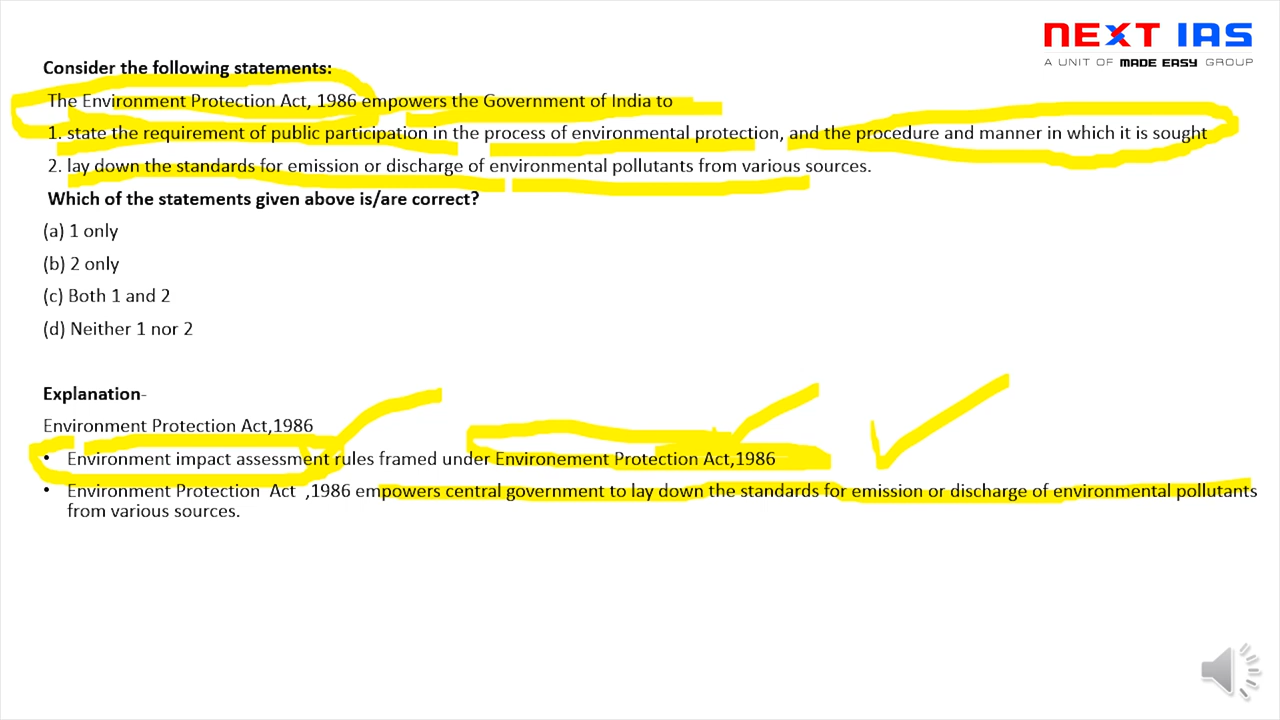 NEXT IAS
A UNIT OF MADE EASY GROUP
Consider the following statements:
The Environment Protection Act, 1986 empowers the Government of India to
1. state the requirement of public participation in the process of environmental protection, and the procedure and manner in which it is sought
2. lay down the standards for emission or discharge of environmental pollutants from various sources.
Which of the statements given above is/are correct?
(a) 1 only
(b) 2 only
(c) Both 1 and 2
(d) Neither 1 nor 2
Explanation-
Environment Protection Act,1986
• Environment impact assessment rules framed under Environement Protection Act,1986
• Environment Protection Act ,1986 empowers central government to lay down the standards for emission or discharge of environmental pollutants
from various sources.